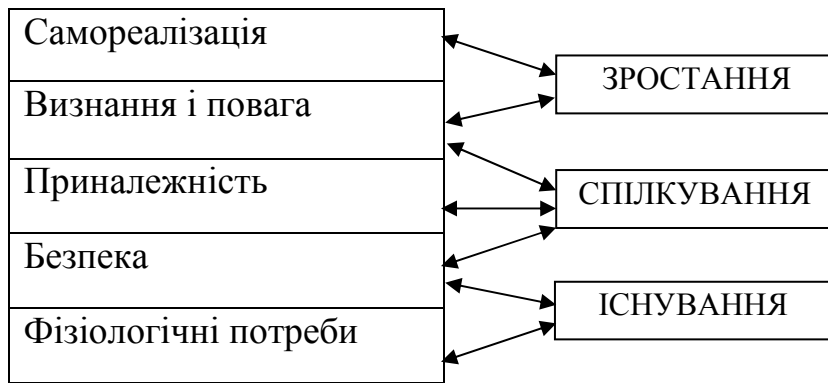 Самореалізація
Визнання і повага
Приналежність
Безпека
Фізіологічні потреби
ЗРОСТАННЯ
СПІЛКУВАННЯ
ІСНУВАННЯ